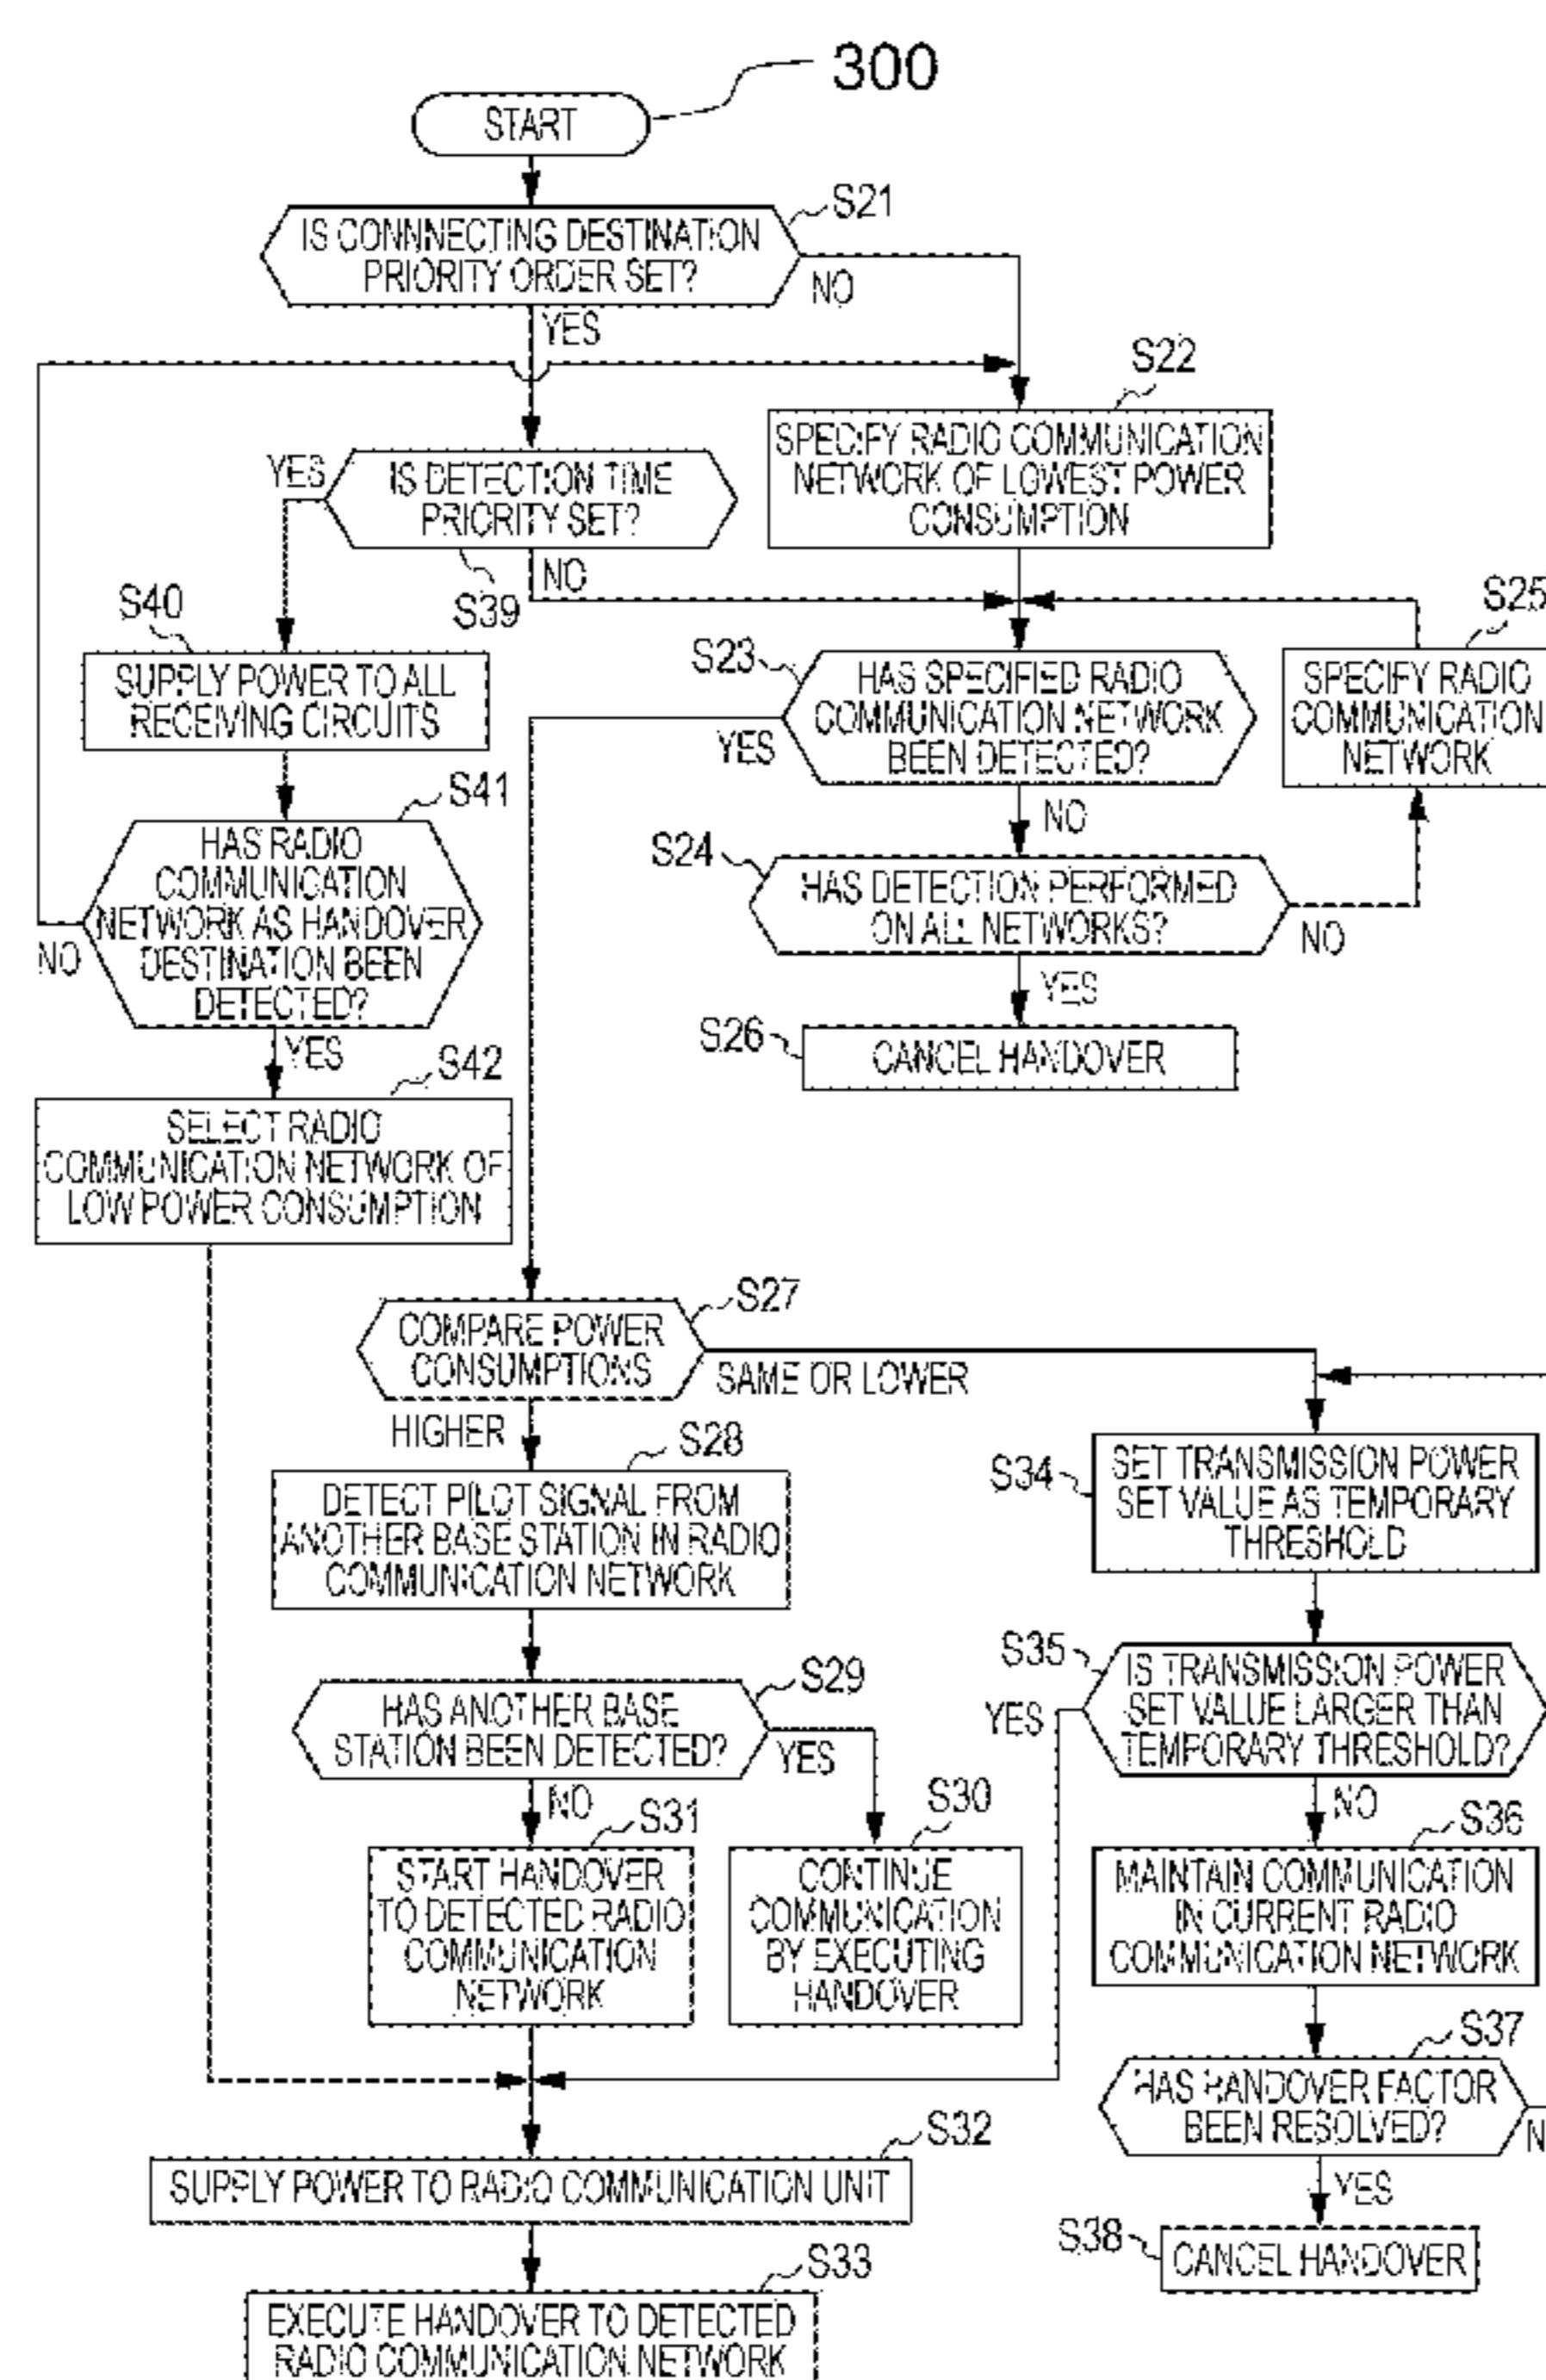 300
START
S21
IS CONNNECTING DESTINATION
PRIORITY ORDER SET?
NO
YES
S22
SPECIFY RADIO COMMUNICATION
NETWORK OF LOWEST POWER
CONSUMPTION
YES
IS DETECTION TIME
PRIORITY SET?
NO
S39
S40
SUPPLY POWER TO ALL
RECEIVING CIRCUITS
S23
HAS SPECIFIED RADIO
COMMUNICATION NETWORK
BEEN DETECTED?
YES
NO
S25
SPECIFY RADIO
COMMUNICATION
NETWORK
S41
HAS RADIO
COMMUNICATION
NETWORK AS HANDOVER
DESTINATION BEEN
DETECTED?
NO
YES
S24
HAS DETECTION PERFORMED
ON ALL NETWORKS?
NO
YES
S26
CANCEL HANDOVER
S42
SELECT RADIO
COMMUNICATION NETWORK OF
LOW POWER CONSUMPTION
S27
COMPARE POWER
CONSUMPTIONS
SAME OR LOWER
HIGHER
S28
DETECT PILOT SIGNAL FROM
ANOTHER BASE STATION IN RADIO
COMMUNICATION NETWORK
S34
SET TRANSMISSION POWER
SET VALUE AS TEMPORARY
THRESHOLD
S29
HAS ANOTHER BASE
STATION BEEN DETECTED?
YES
NO
S35
IS TRANSMISSION POWER
SET VALUE LARGER THAN
TEMPORARY THRESHOLD?
YES
NO
S31
START HANDOVER
TO DETECTED RADIO
COMMUNICATION
NETWORK
S30
CONTINUE
COMMUNICATION
BY EXECUTING
HANDOVER
S36
MAINTAIN COMMUNICATION
IN CURRENT RADIO
COMMUNICATION NETWORK
S37
HAS HANDOVER FACTOR
BEEN RESOLVED?
N
YES
S32
SUPPLY POWER TO RADIO COMMUNICATION UNIT
S38
CANCEL HANDOVER
S33
EXECUTE HANDOVER TO DETECTED
RADIO COMMUNICATION NETWORK